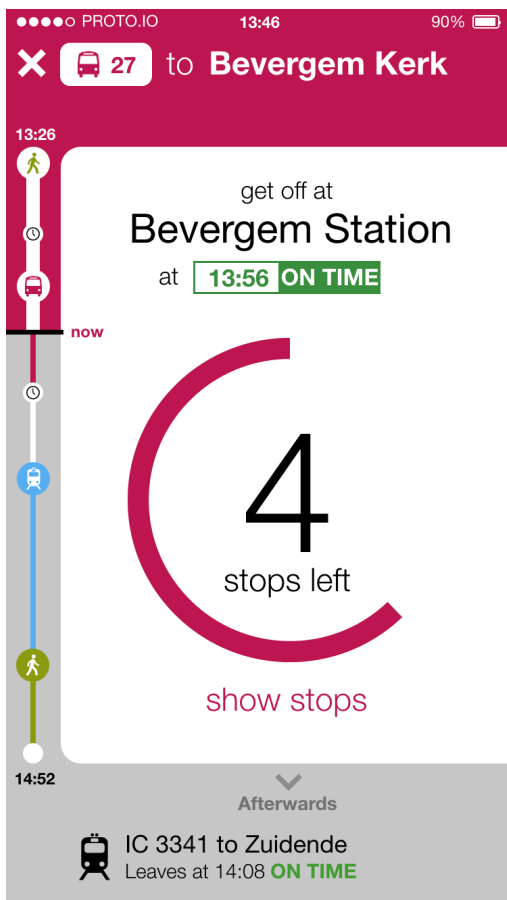 PROTO.IO 13:46 90%
27 to Bevergem Kerk
13:26
get off at
Bevergem Station
at 13:56 ON TIME
now
4
stops left
show stops
14:52
Afterwards
IC 3341 to Zuidende
Leaves at 14:08 ON TIME